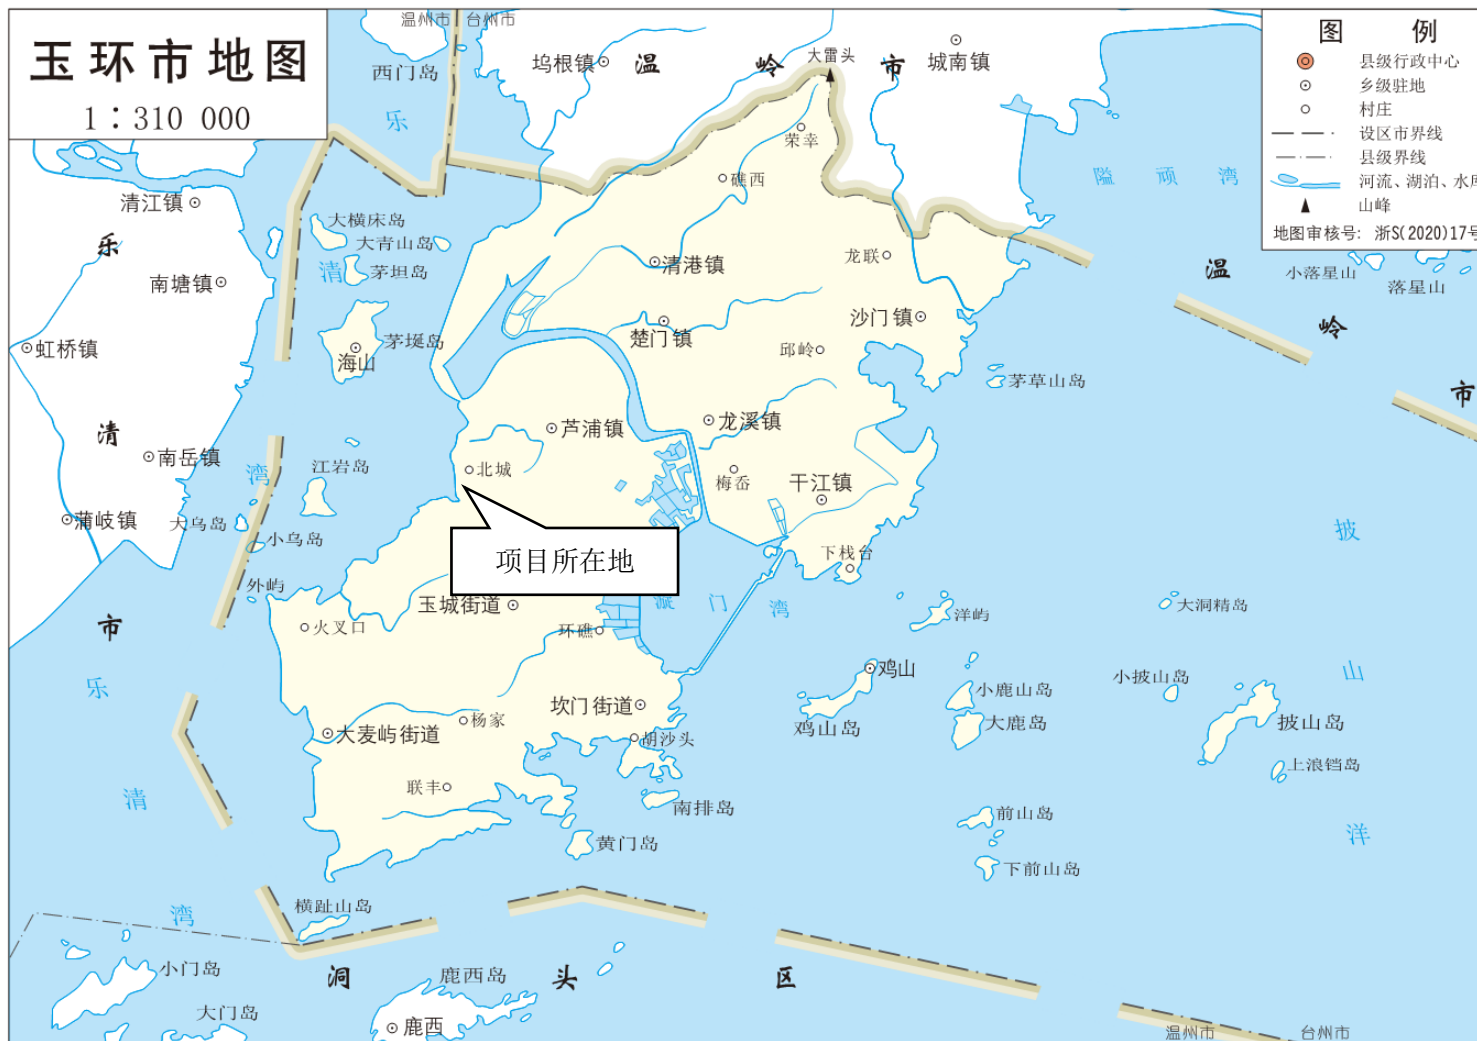 玉环市地图
1：310 000
温州市 台州市
西门岛
坞根镇
温岭市
大雷头
城南镇
图 例
县级行政中心
乡级驻地
村庄
设区市界线
县级界线
河流、湖泊、水库
山峰
地图审核号：浙S(2020)17号
乐
清
湾
荣幸
礁西
隘顽湾
清江镇
乐
清
市
大横床岛
大青山岛
茅坦岛
南塘镇
清港镇
龙联
温
岭
市
小落星山
落星山
沙门镇
楚门镇
邱岭
虹桥镇
茅埏岛
海山
茅草山岛
芦浦镇
龙溪镇
南岳镇
江岩岛
北城
梅岙
干江镇
蒲岐镇
大乌岛
小乌岛
项目所在地
下栈台
外屿
玉城街道
漩门湾
洋屿
大洞精岛
披
山
洋
火叉口
环礁
鸡山
小鹿山岛
小披山岛
乐
清
湾
坎门街道
杨家
大麦屿街道
胡沙头
鸡山岛
大鹿岛
披山岛
上浪铛岛
联丰
南排岛
前山岛
黄门岛
下前山岛
横趾山岛
小门岛
洞头区
鹿西岛
大门岛
鹿西
温州市
台州市